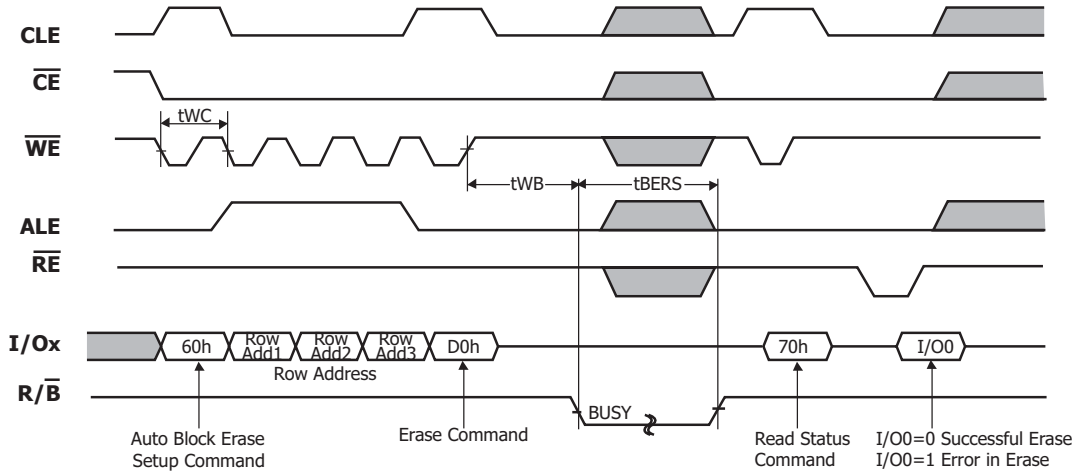 CLE
CE
tWC
WE
tWB
tBERS
ALE
RE
I/Ox
60h
Row Add1
Row Add2
Row Add3
D0h
70h
I/O0
Row Address
R/B
BUSY
Auto Block Erase
Setup Command
Erase Command
Read Status
Command
I/O0=0 Successful Erase
I/O0=1 Error in Erase